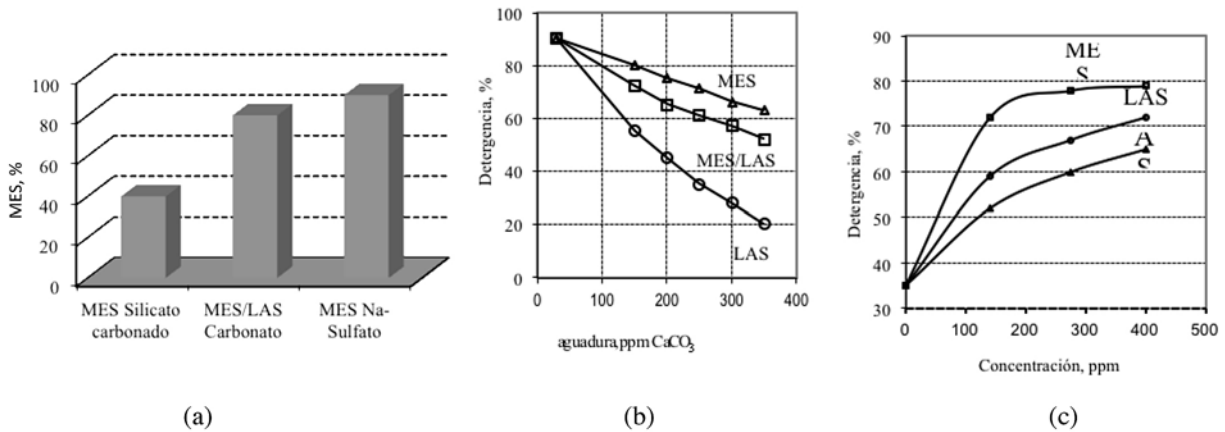 MES, %
100
80
60
40
20
0
MES Silicato
carbonado
MES/LAS
Carbonato
MES Na-
Sulfato
(a)
Detergencia, %
100
80
60
40
20
0
MES
MES/LAS
LAS
0
100
200
300
400
aguadura,ppm CaCO3
(b)
Detergencia, %
90
80
70
60
50
40
30
ME
S
LAS
A
S
0
100
200
300
400
500
Concentración, ppm
(c)